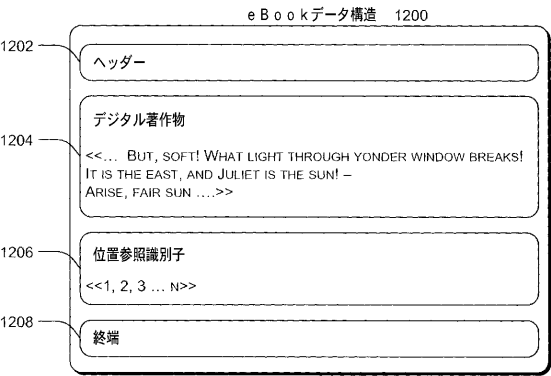 eBookデータ構造 1200
1202
ヘッダー
1204
デジタル著作物
<<... BUT, SOFT! WHAT LIGHT THROUGH YONDER WINDOW BREAKS!
IT IS THE EAST, AND JULIET IS THE SUN! –
ARISE, FAIR SUN ....>>
1206
位置参照識別子
<<1, 2, 3 ... N>>
1208
終端